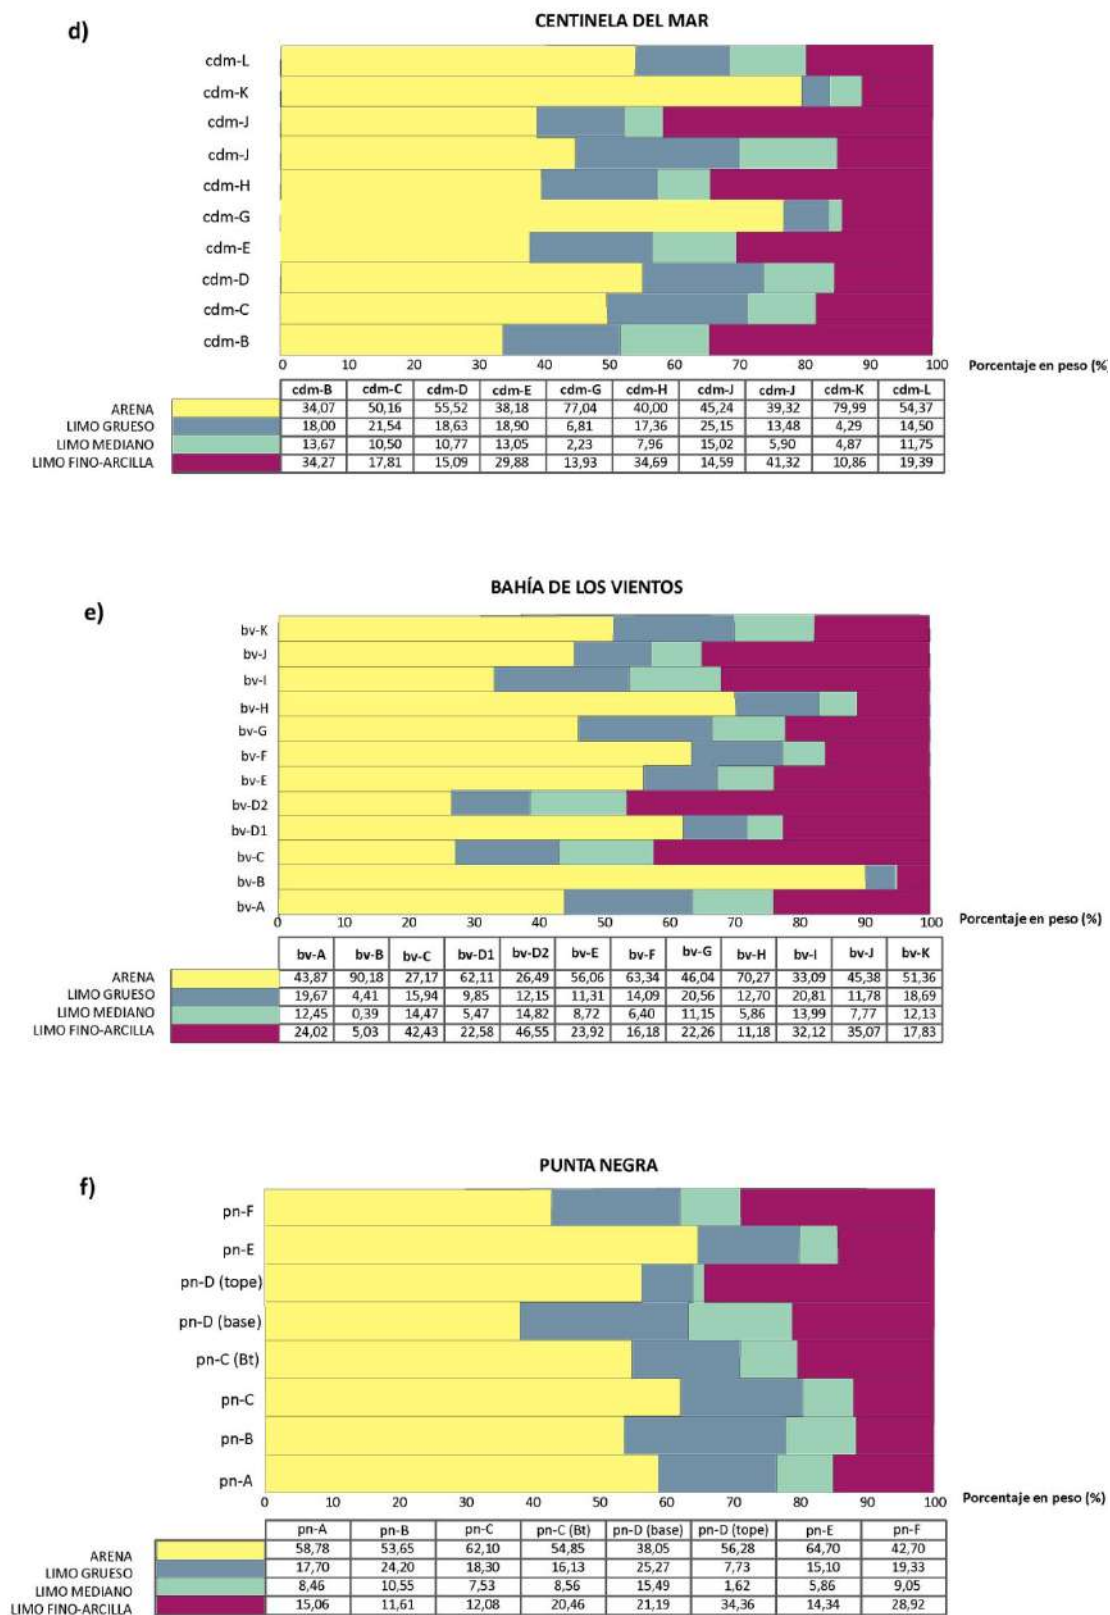 d)
CENTINELA DEL MAR
cdm-L
cdm-K
cdm-J
cdm-J
cdm-H
cdm-G
cdm-E
cdm-D
cdm-C
cdm-B
0 10 20 30 40 50 60 70 80 90 100 Porcentaje en peso (%)
cdm-B cdm-C cdm-D cdm-E cdm-G cdm-H cdm-J cdm-J cdm-K cdm-L
ARENA 34,07 50,16 55,52 38,18 77,04 40,00 45,24 39,32 79,99 54,37
LIMO GRUESO 18,00 21,54 18,63 18,90 6,81 17,36 25,15 13,48 4,29 14,50
LIMO MEDIANO 13,67 10,50 10,77 13,05 2,23 7,96 15,02 5,90 4,87 11,75
LIMO FINO-ARCILLA 34,27 17,81 15,09 29,88 13,93 34,69 14,59 41,32 10,86 19,39
BAHÍA DE LOS VIENTOS
e)
bv-K
bv-J
bv-I
bv-H
bv-G
bv-F
bv-E
bv-D2
bv-D1
bv-C
bv-B
bv-A
0 10 20 30 40 50 60 70 80 90 100 Porcentaje en peso (%)
bv-A bv-B bv-C bv-D1 bv-D2 bv-E bv-F bv-G bv-H bv-I bv-J bv-K
ARENA 43,87 90,18 27,17 62,11 26,49 56,06 63,34 46,04 70,27 33,09 45,38 51,36
LIMO GRUESO 19,67 4,41 15,94 9,85 12,15 11,31 14,09 20,56 12,70 20,81 11,78 18,69
LIMO MEDIANO 12,45 0,39 14,47 5,47 14,82 8,72 6,40 11,15 5,86 13,99 7,77 12,13
LIMO FINO-ARCILLA 24,02 5,03 42,43 22,58 46,55 23,92 16,18 22,26 11,18 32,12 35,07 17,83
PUNTA NEGRA
f)
pn-F
pn-E
pn-D (tope)
pn-D (base)
pn-C (Bt)
pn-C
pn-B
pn-A
0 10 20 30 40 50 60 70 80 90 100 Porcentaje en peso (%)
pn-A pn-B pn-C pn-C (Bt) pn-D (base) pn-D (tope) pn-E pn-F
ARENA 58,78 53,65 62,10 54,85 38,05 56,28 64,70 42,70
LIMO GRUESO 17,70 24,20 18,30 16,13 25,27 7,73 15,10 19,33
LIMO MEDIANO 8,46 10,55 7,53 8,56 15,49 1,62 5,86 9,05
LIMO FINO-ARCILLA 15,06 11,61 12,08 20,46 21,19 34,36 14,34 28,92